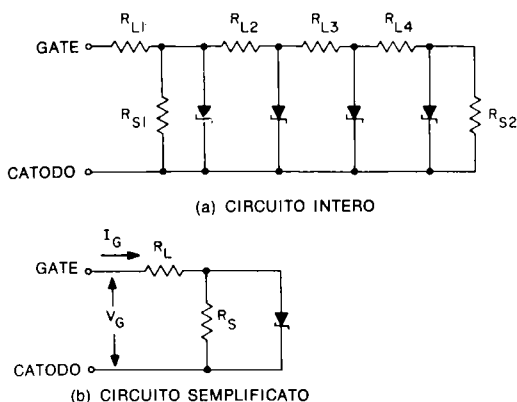 R_L1 R_L2 R_L3 R_L4
GATE
R_S1 R_S2
CATODO
(a) CIRCUITO INTERO
I_G R_L
GATE
V_G R_S
CATODO
(b) CIRCUITO SEMPLIFICATO